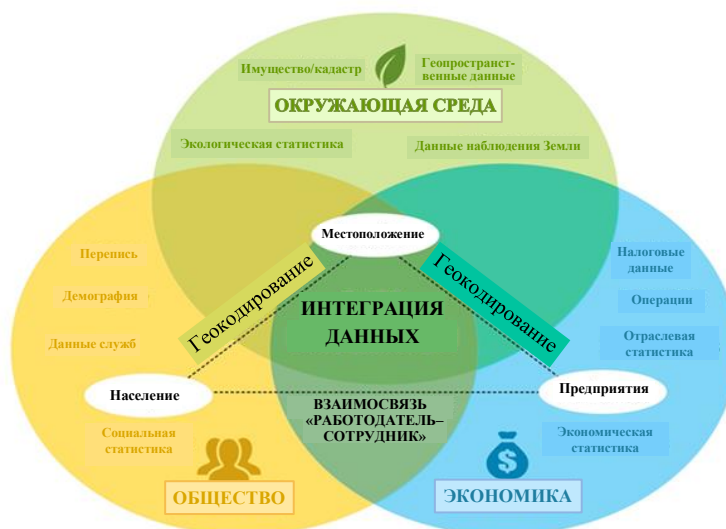 Имущество/кадастр
Геопространст-
венные данные
ОКРУЖАЮЩАЯ СРЕДА
Экологическая статистика
Данные наблюдения Земли
Местоположение
Перепись
Демография
Данные служб
Геокодирование
Геокодирование
ИНТЕГРАЦИЯ
ДАННЫХ
Налоговые
данные
Операции
Отраслевая
статистика
Население
Предприятия
ВЗАИМОСВЯЗЬ
«РАБОТОДАТЕЛЬ–
СОТРУДНИК»
Социальная
статистика
Экономическая
статистика
ОБЩЕСТВО
$
ЭКОНОМИКА